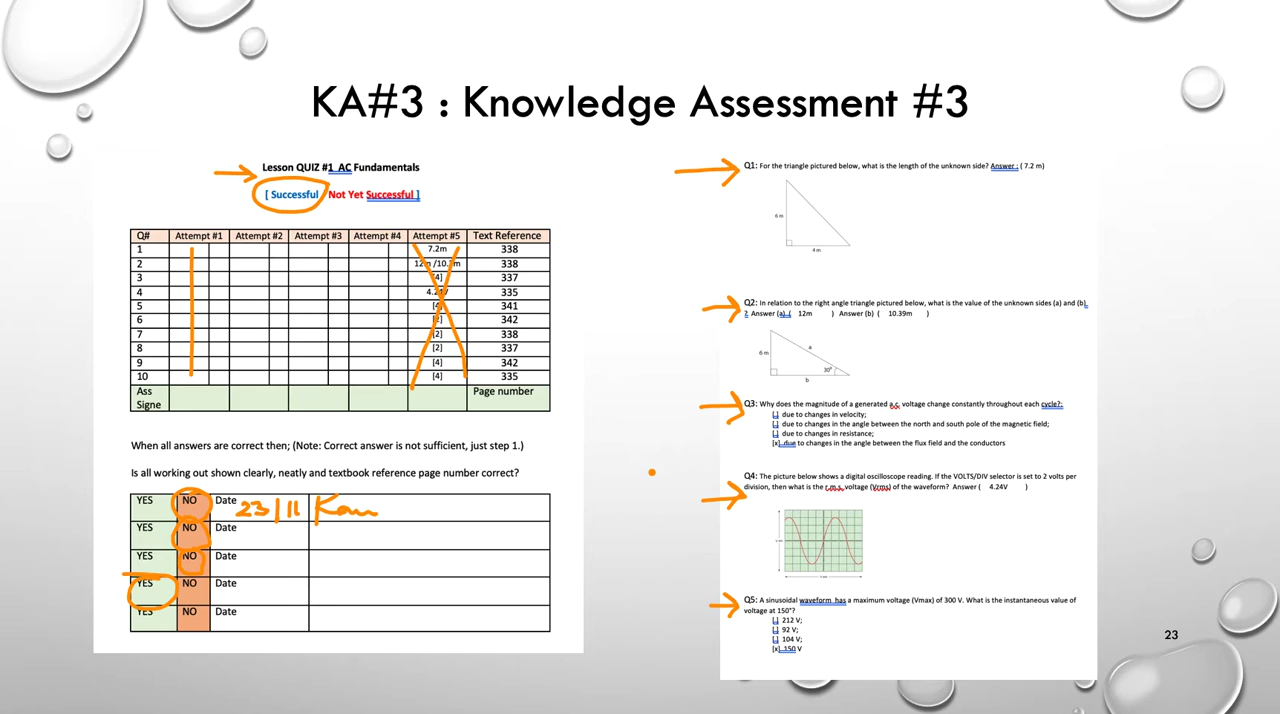 KA#3 : Knowledge Assessment #3
Lesson QUIZ #1 AC Fundamentals
[ Successful Not Yet Successful ]
Q# Attempt #1 Attempt #2 Attempt #3 Attempt #4 Attempt #5 Text Reference
1 7.2m 338
2 338
3 [4] 337
4 335
5 341
6 342
7 [2] 338
8 [2] 337
9 [4] 342
10 [4] 335
Ass Page number
Signe
When all answers are correct then; (Note: Correct answer is not sufficient, just step 1.)
Is all working out shown clearly, neatly and textbook reference page number correct?
YES NO Date 23/11
YES NO Date
YES NO Date
YES NO Date
YES NO Date
Q1: For the triangle pictured below, what is the length of the unknown side? Answer : ( 7.2 m)
6 m
4 m
Q2: In relation to the right angle triangle pictured below, what is the value of the unknown sides (a) and (b)
? Answer (a) ( 12m ) Answer (b) ( 10.39m )
a
6 m
30°
b
Q3: Why does the magnitude of a generated a.c. voltage change constantly throughout each cycle?:
[ ] due to changes in velocity;
[ ] due to changes in the angle between the north and south pole of the magnetic field;
[ ] due to changes in resistance;
[x] due to changes in the angle between the flux field and the conductors
Q4: The picture below shows a digital oscilloscope reading. If the VOLTS/DIV selector is set to 2 volts per
division, then what is the r.m.s. voltage (Vrms) of the waveform? Answer ( 4.24V )
Q5: A sinusoidal waveform has a maximum voltage (Vmax) of 300 V. What is the instantaneous value of
voltage at 150°?
[ ] 212 V;
[ ] 92 V;
[ ] 104 V;
[x] 150 V
23